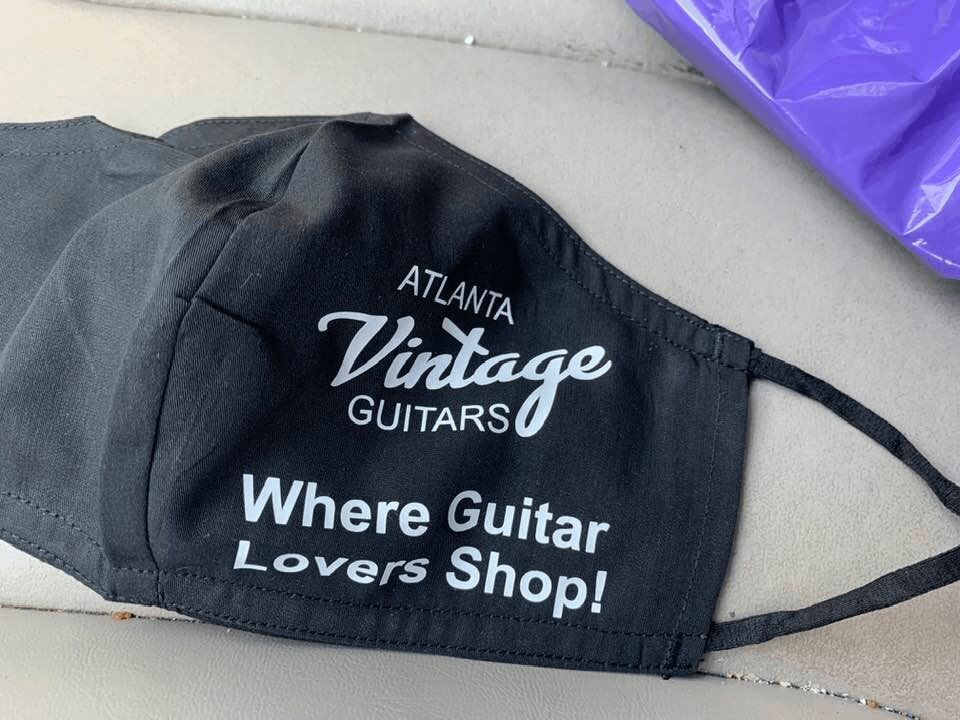 ATLANTA
Vintage
GUITARS
Where Guitar
Lovers Shop!